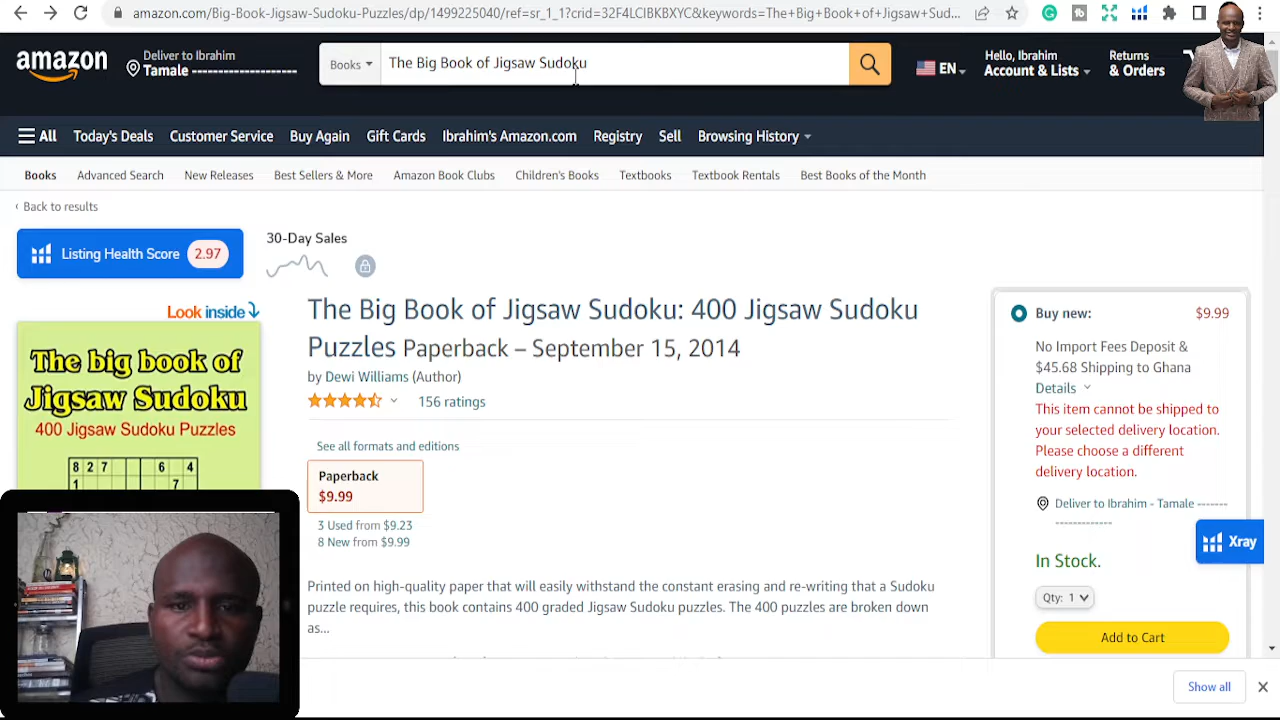 amazon.com/Big-Book-Jigsaw-Sudoku-Puzzles/dp/1499225040/ref=sr_1_1?crid=32F4LCIBKBXYC&keywords=The+Big+Book+of+Jigsaw+Sud...
amazon
Deliver to Ibrahim
Tamale -----------------
Books
The Big Book of Jigsaw Sudoku
EN
Hello, Ibrahim
Account & Lists
Returns
& Orders
All
Today's Deals
Customer Service
Buy Again
Gift Cards
Ibrahim's Amazon.com
Registry
Sell
Browsing History
Books
Advanced Search
New Releases
Best Sellers & More
Amazon Book Clubs
Children's Books
Textbooks
Textbook Rentals
Best Books of the Month
‹ Back to results
Listing Health Score 2.97
30-Day Sales
Look inside
The big book of
Jigsaw Sudoku
400 Jigsaw Sudoku Puzzles
8 2 7 6 4
1 7
The Big Book of Jigsaw Sudoku: 400 Jigsaw Sudoku
Puzzles Paperback – September 15, 2014
by Dewi Williams (Author)
156 ratings
See all formats and editions
Paperback
$9.99
3 Used from $9.23
8 New from $9.99
Printed on high-quality paper that will easily withstand the constant erasing and re-writing that a Sudoku
puzzle requires, this book contains 400 graded Jigsaw Sudoku puzzles. The 400 puzzles are broken down
as...
Buy new: $9.99
No Import Fees Deposit &
$45.68 Shipping to Ghana
Details
This item cannot be shipped to
your selected delivery location.
Please choose a different
delivery location.
Deliver to Ibrahim - Tamale -------
-----------------
Xray
In Stock.
Qty: 1
Add to Cart
Show all